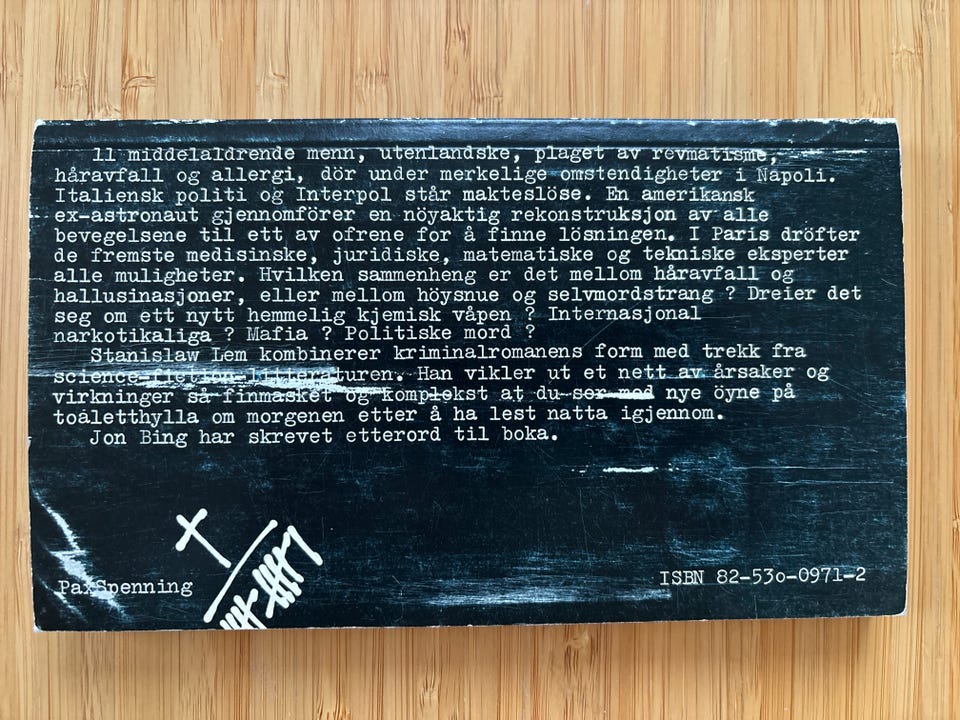 11 middelaldrende menn, utenlandske, plaget av revmatisme,
håravfall og allergi, dör under merkelige omstendigheter i Napoli.
Italiensk politi og Interpol står makteslöse. En amerikansk
ex-astronaut gjennomförer en nöyaktig rekonstruksjon av alle
bevegelsene til ett av ofrene for å finne lösningen. I Paris dröfter
de fremste medisinske, juridiske, matematiske og tekniske eksperter
alle muligheter. Hvilken sammenheng er det mellom håravfall og
hallusinasjoner, eller mellom höysnue og selvmordstrang ? Dreier det
seg om ett nytt hemmelig kjemisk våpen ? Internasjonal
narkotikaliga ? Mafia ? Politiske mord ?
Stanislaw Lem kombinerer kriminalromanens form med trekk fra
science-fiction-litteraturen. Han vikler ut et nett av årsaker og
virkninger så finmasket og komplekst at du ser med nye öyne på
toaletthylla om morgenen etter å ha lest natta igjennom.
Jon Bing har skrevet etterord til boka.
PaxSpenning
ISBN 82-53o-0971-2